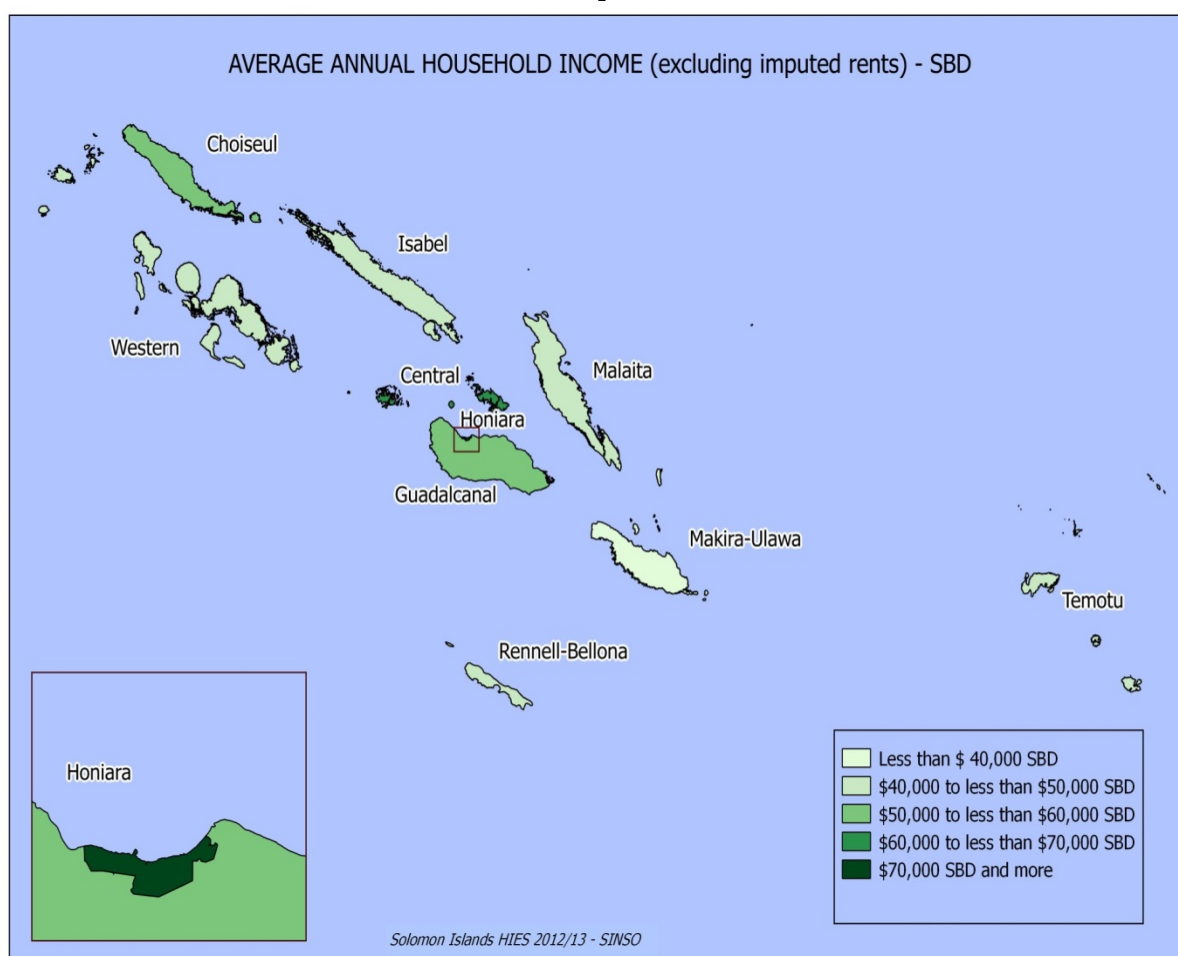 AVERAGE ANNUAL HOUSEHOLD INCOME (excluding imputed rents) - SBD
Choiseul
Isabel
Western
Central
Malaita
Honiara
Guadalcanal
Makira-Ulawa
Temotu
Rennell-Bellona
Honiara
Less than $ 40,000 SBD
$40,000 to less than $50,000 SBD
$50,000 to less than $60,000 SBD
$60,000 to less than $70,000 SBD
$70,000 SBD and more
Solomon Islands HIES 2012/13 - SINSO